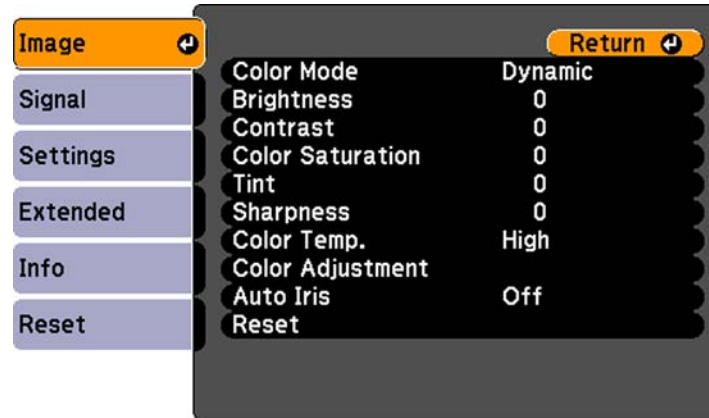 Image
Signal
Settings
Extended
Info
Reset
Return
Color Mode Dynamic
Brightness 0
Contrast 0
Color Saturation 0
Tint 0
Sharpness 0
Color Temp. High
Color Adjustment
Auto Iris Off
Reset